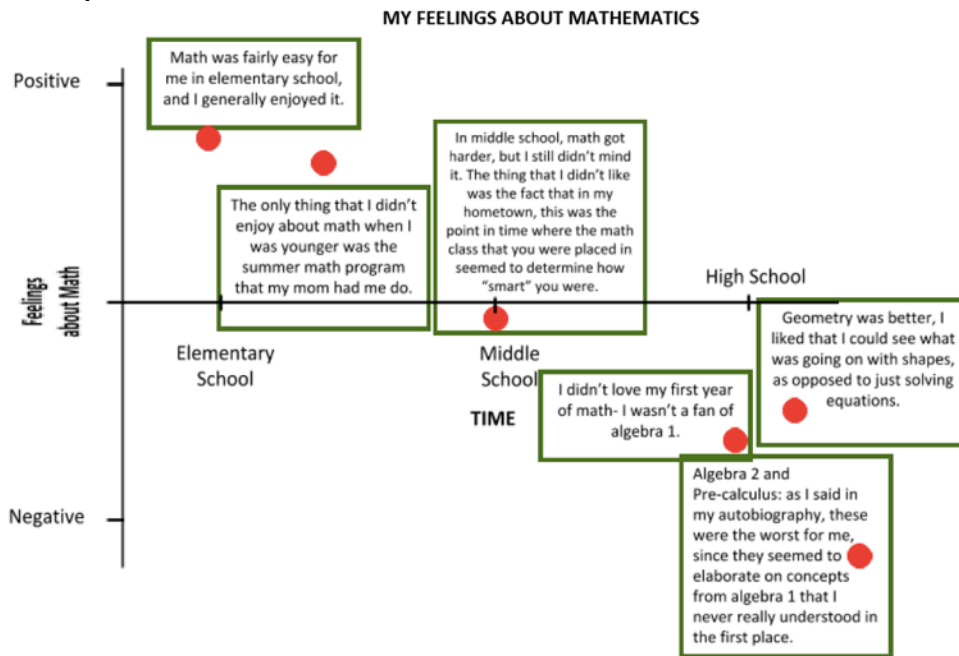 MY FEELINGS ABOUT MATHEMATICS
Positive
Math was fairly easy for
me in elementary school,
and I generally enjoyed it.
In middle school, math got
harder, but I still didn't mind
it. The thing that I didn't like
was the fact that in my
hometown, this was the
point in time where the math
class that you were placed in
seemed to determine how
“smart” you were.
The only thing that I didn't
enjoy about math when I
was younger was the
summer math program
that my mom had me do.
Feelings
about Math
High School
Elementary
School
Middle
School
TIME
Geometry was better, I
liked that I could see what
was going on with shapes,
as opposed to just solving
equations.
I didn't love my first year
of math- I wasn't a fan of
algebra 1.
Negative
Algebra 2 and
Pre-calculus: as I said in
my autobiography, these
were the worst for me,
since they seemed to
elaborate on concepts
from algebra 1 that I
never really understood in
the first place.